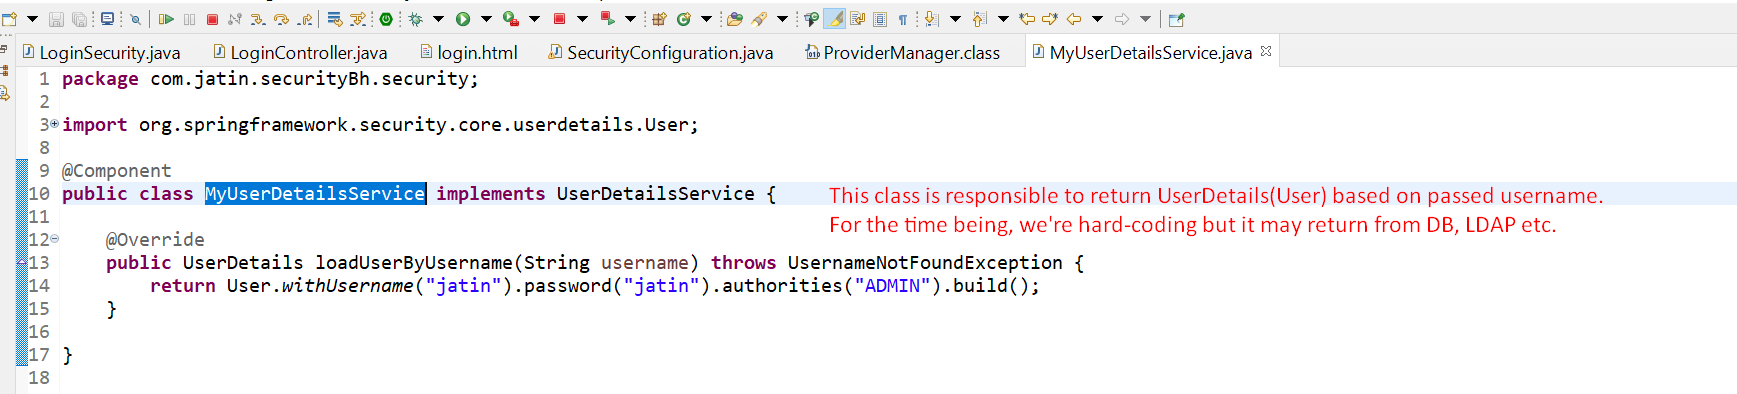 LoginSecurity.java LoginController.java login.html SecurityConfiguration.java ProviderManager.class MyUserDetailsService.java
1 package com.jatin.securityBh.security;
2
3 import org.springframework.security.core.userdetails.User;
8
9 @Component
10 public class MyUserDetailsService implements UserDetailsService { This class is responsible to return UserDetails(User) based on passed username.
11 For the time being, we're hard-coding but it may return from DB, LDAP etc.
12 @Override
13 public UserDetails loadUserByUsername(String username) throws UsernameNotFoundException {
14 return User.withUsername("jatin").password("jatin").authorities("ADMIN").build();
15 }
16
17 }
18